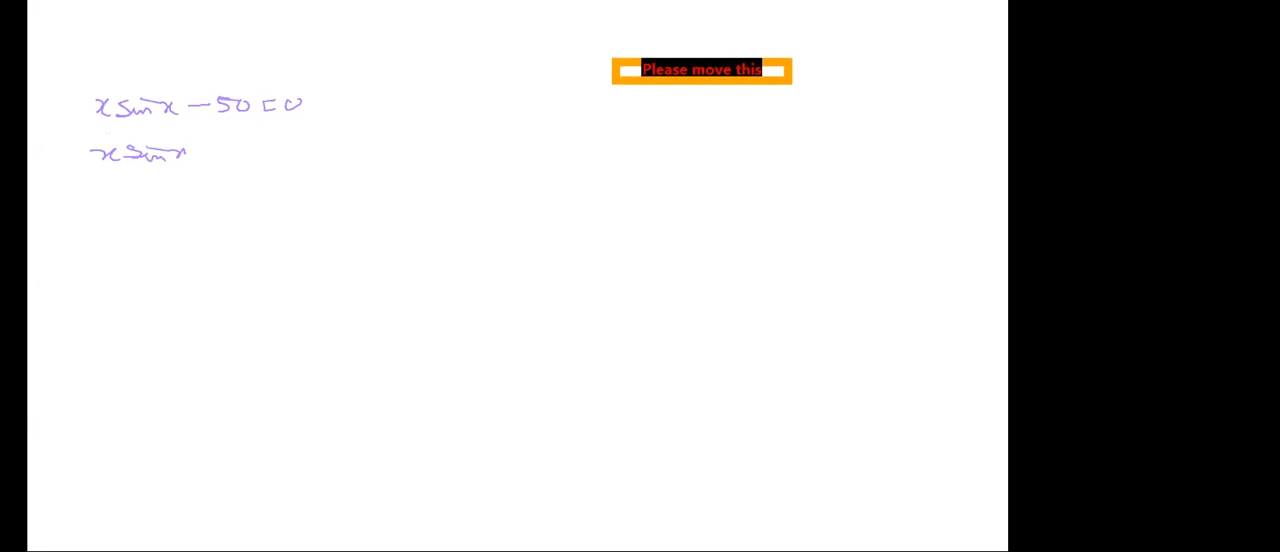 Please move this
x sin x - 50 = 0
x sin x